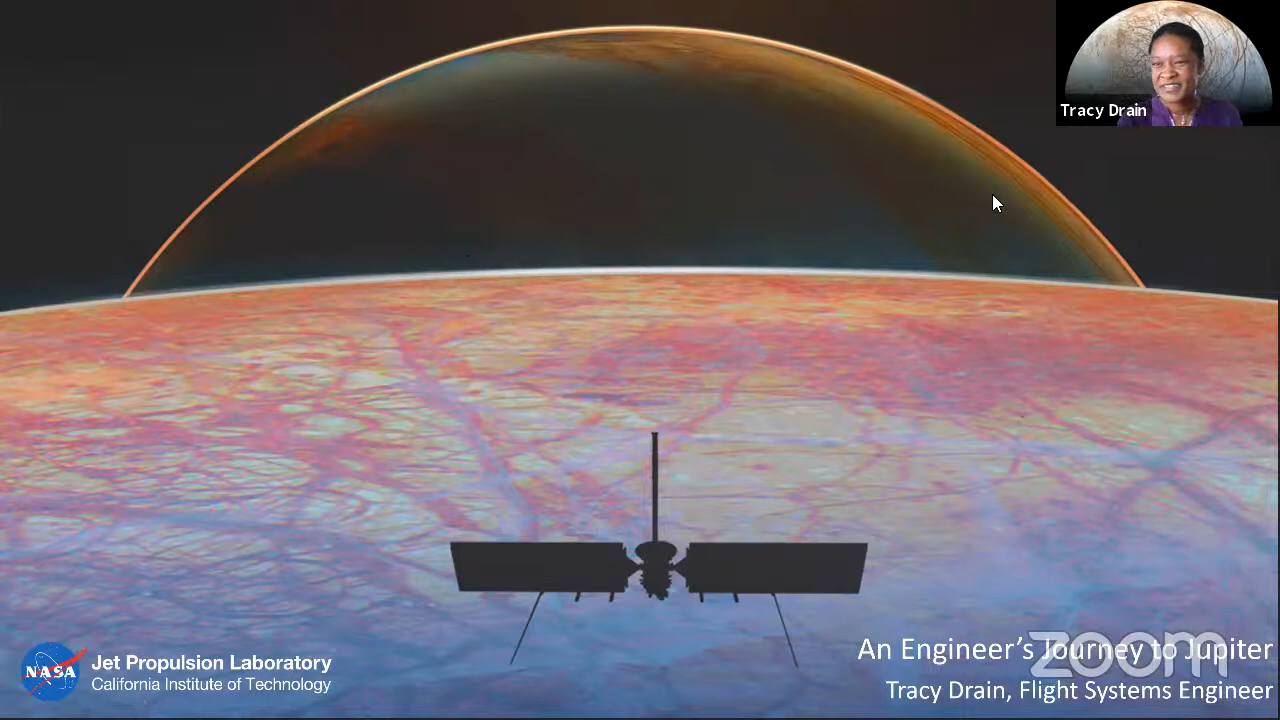 Tracy Drain
NASA
Jet Propulsion Laboratory
California Institute of Technology
An Engineer's Journey to Jupiter
zoom
Tracy Drain, Flight Systems Engineer